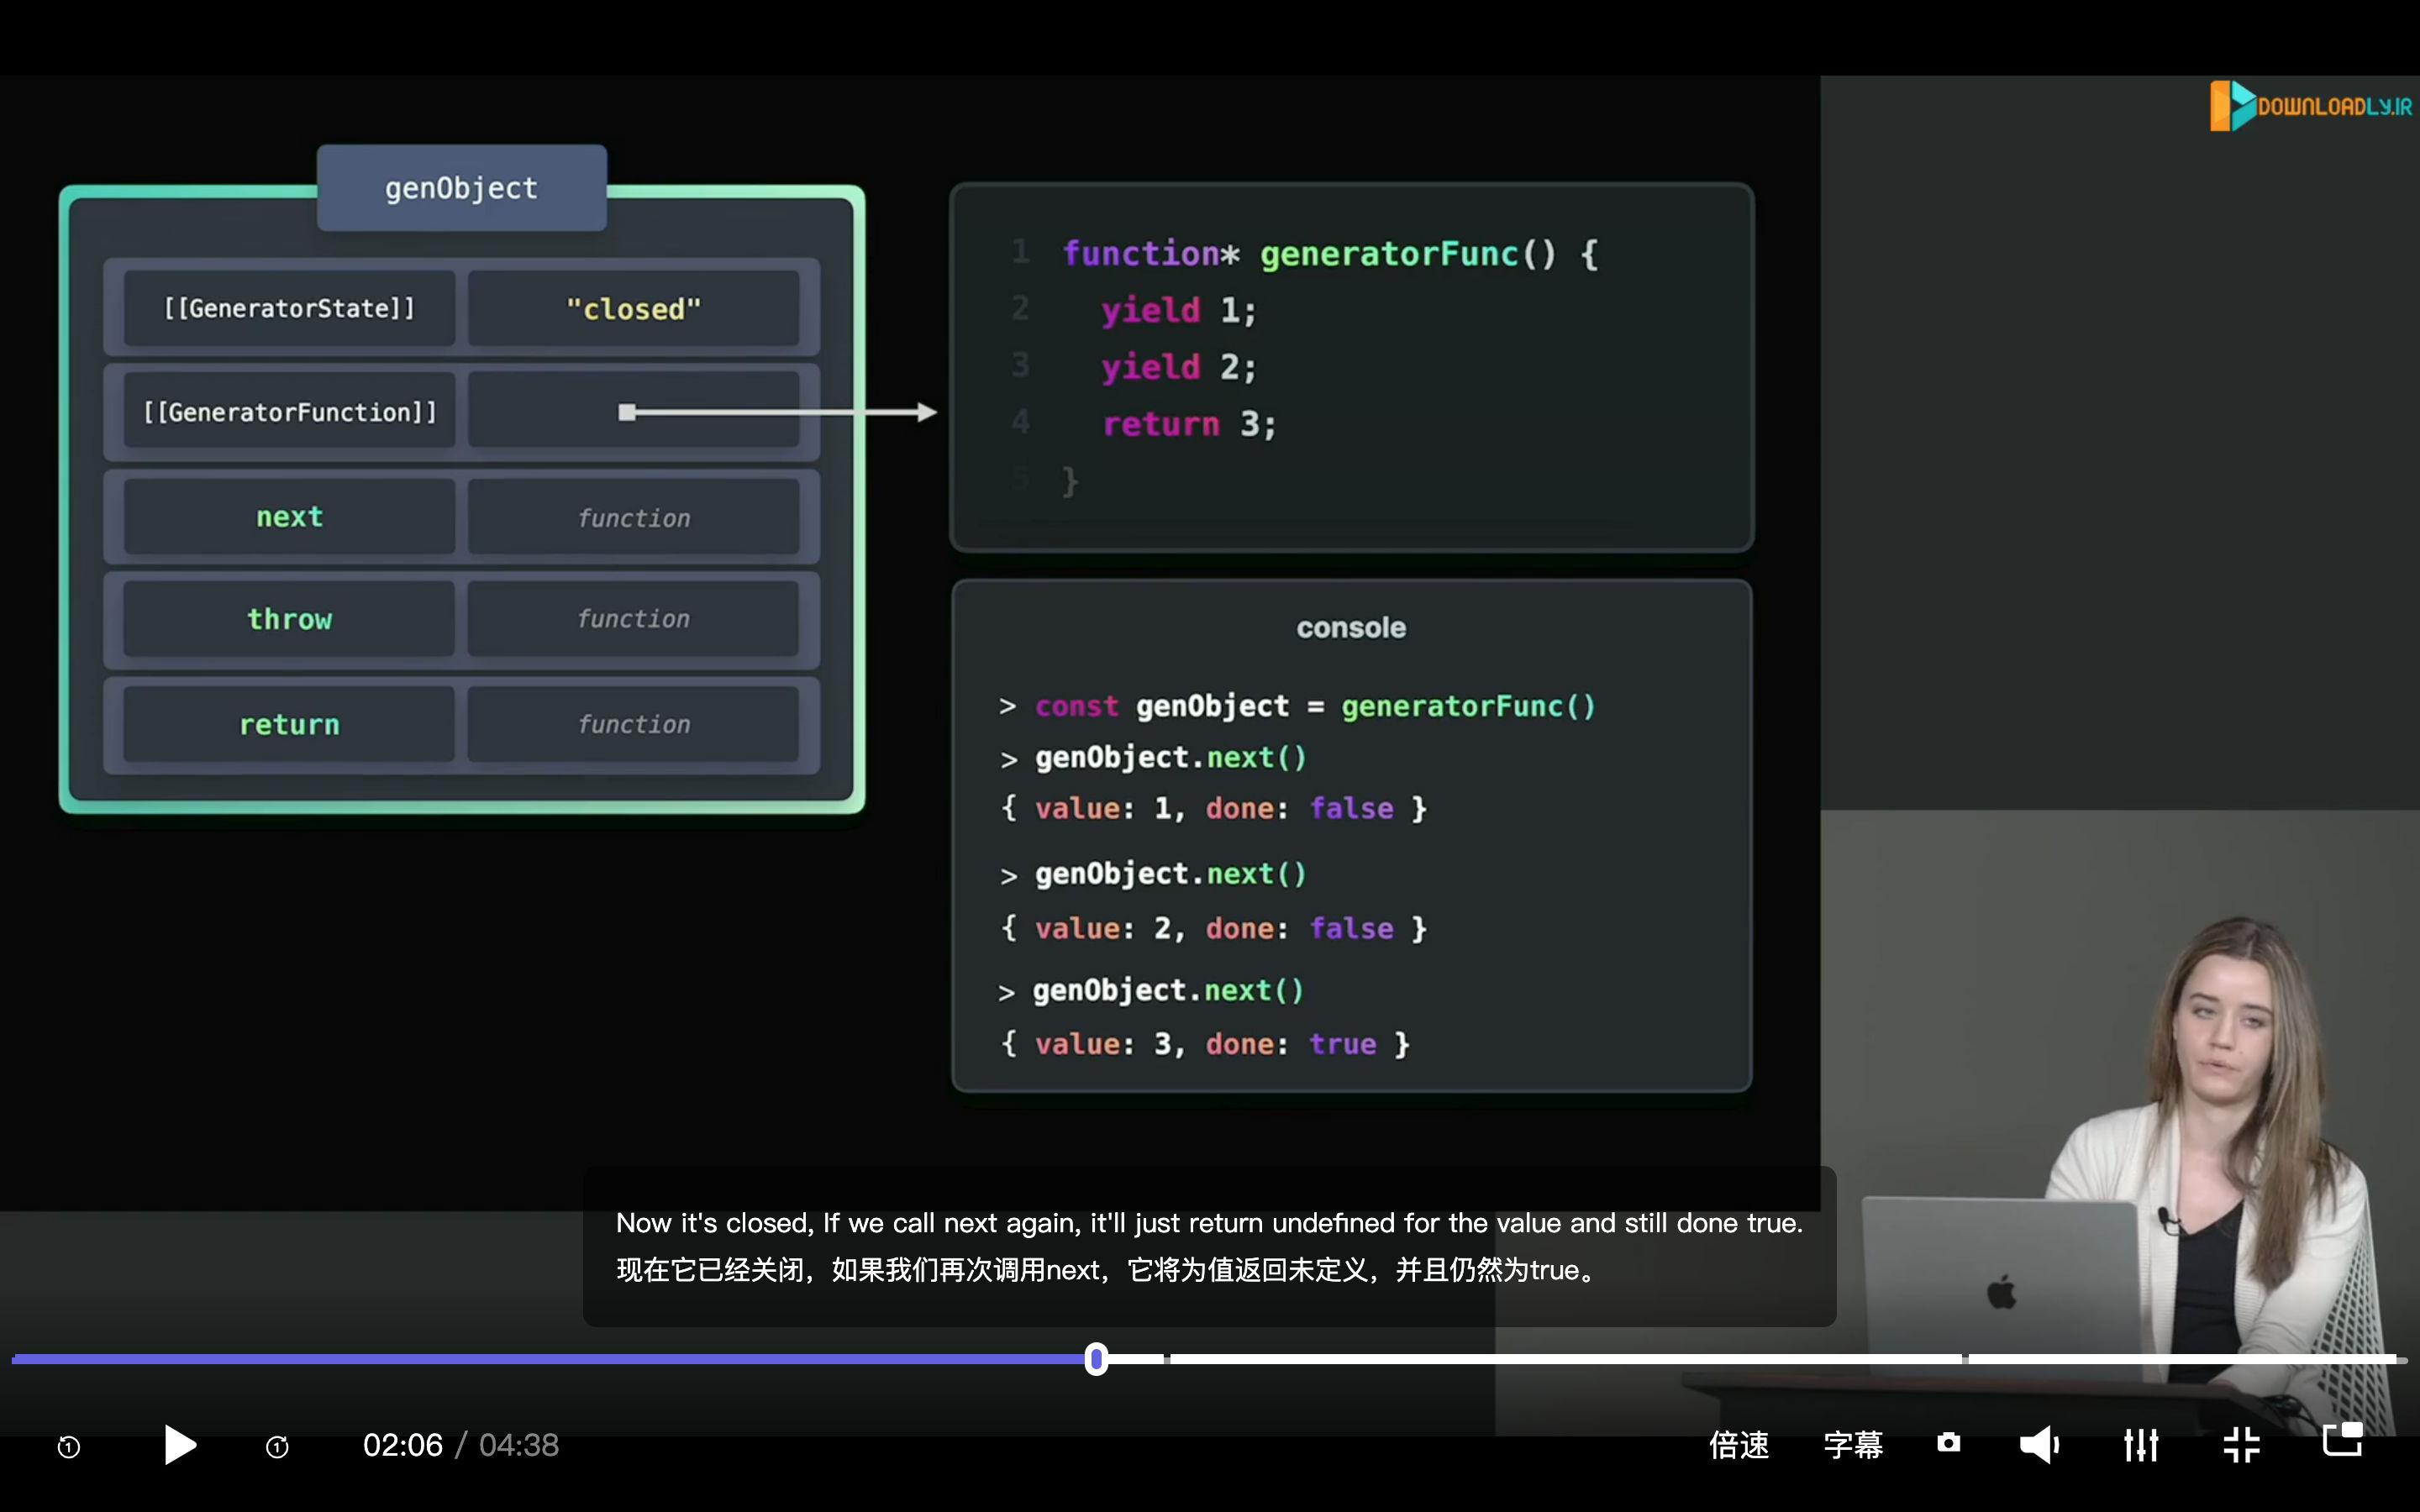 DOWNLOADLY.IR
genObject
[[GeneratorState]] "closed"
[[GeneratorFunction]]
next function
throw function
return function
1 function* generatorFunc() {
2 yield 1;
3 yield 2;
4 return 3;
5 }
console
> const genObject = generatorFunc()
> genObject.next()
{ value: 1, done: false }
> genObject.next()
{ value: 2, done: false }
> genObject.next()
{ value: 3, done: true }
Now it's closed, If we call next again, it'll just return undefined for the value and still done true.
现在它已经关闭，如果我们再次调用next，它将为值返回未定义，并且仍然为true。
1
1
02:06 / 04:38
倍速
字幕